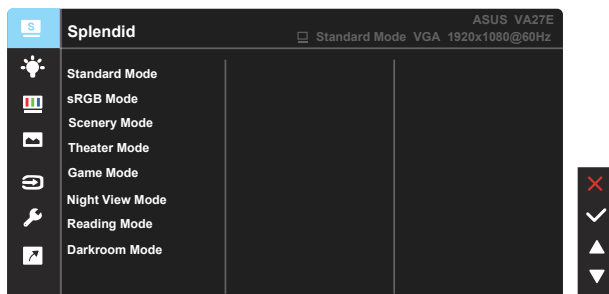 S
Splendid
ASUS VA27E
Standard Mode VGA 1920x1080@60Hz
Standard Mode
sRGB Mode
Scenery Mode
Theater Mode
Game Mode
Night View Mode
Reading Mode
Darkroom Mode